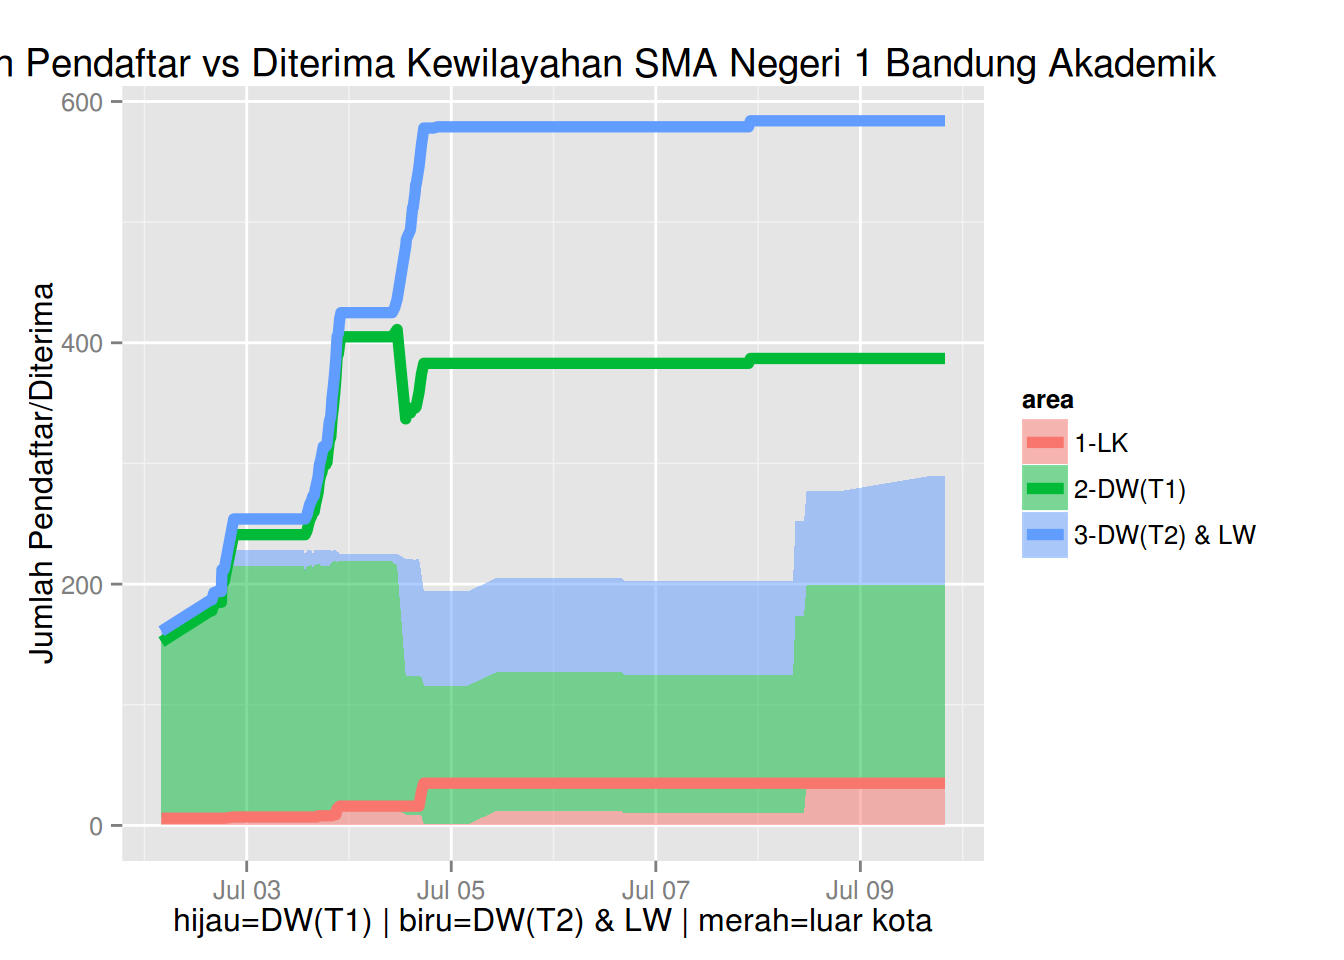 Pendaftar vs Diterima Kewilayahan SMA Negeri 1 Bandung Akademik
600
400
200
0
Jumlah Pendaftar/Diterima
Jul 03
Jul 05
Jul 07
Jul 09
hijau=DW(T1) | biru=DW(T2) & LW | merah=luar kota
area
1-LK
2-DW(T1)
3-DW(T2) & LW